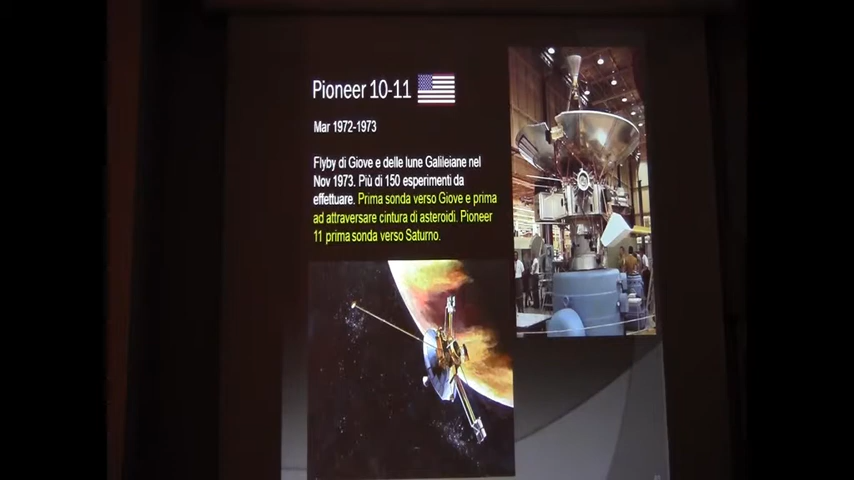 Pioneer 10-11
Mar 1972-1973
Flyby di Giove e delle lune Galileiane nel
Nov 1973. Più di 150 esperimenti da
effettuare. Prima sonda verso Giove e prima
ad attraversare cintura di asteroidi. Pioneer
11 prima sonda verso Saturno.